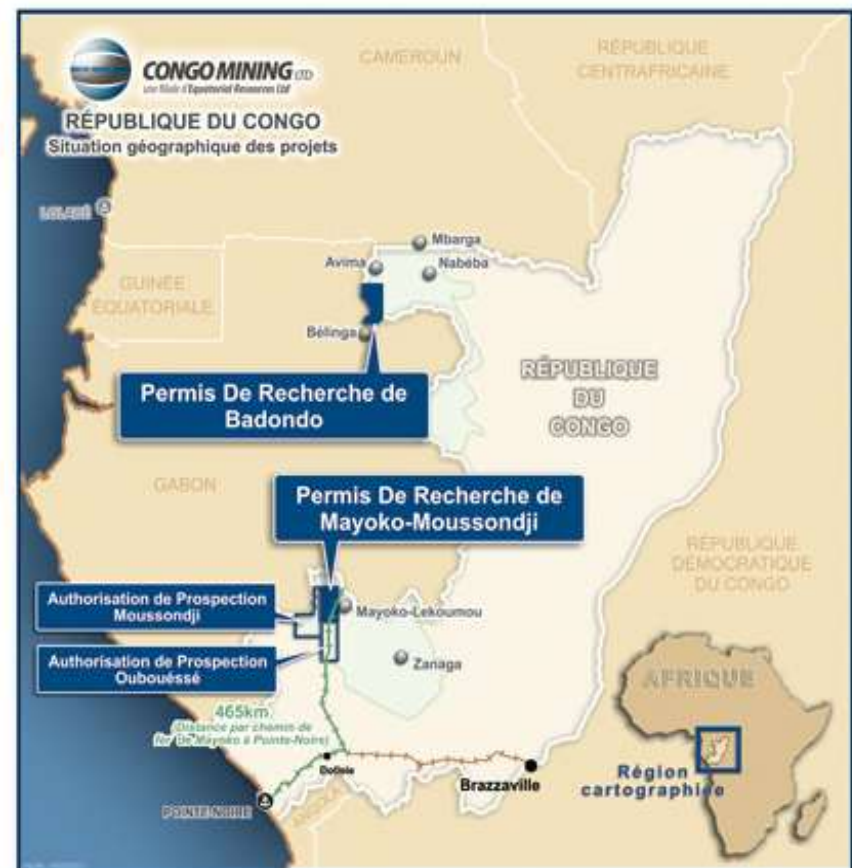 CONGO MINING LTD
une filiale d'Equatorial Resources Ltd
RÉPUBLIQUE DU CONGO
Situation géographique des projets
CAMEROUN
RÉPUBLIQUE
CENTRAFRICAINE
Mbarga
Avima
Nabeba
GUINÉE
ÉQUATORIALE
Bélinga
Permis De Recherche de
Badondo
RÉPUBLIQUE
DU
CONGO
GABON
Permis De Recherche de
Mayoko-Moussondji
RÉPUBLIQUE
DÉMOCRATIQUE
DU CONGO
Authorisation de Prospection
Moussondji
Mayoko-Lekoumou
Authorisation de Prospection
Oubouéssé
Zanaga
AFRIQUE
465km
(Distance par chemin de
fer De Mayoko à Pointe-Noire)
Dolisie
Brazzaville
Région
cartographiée
POINTE-NOIRE
ANGOLA